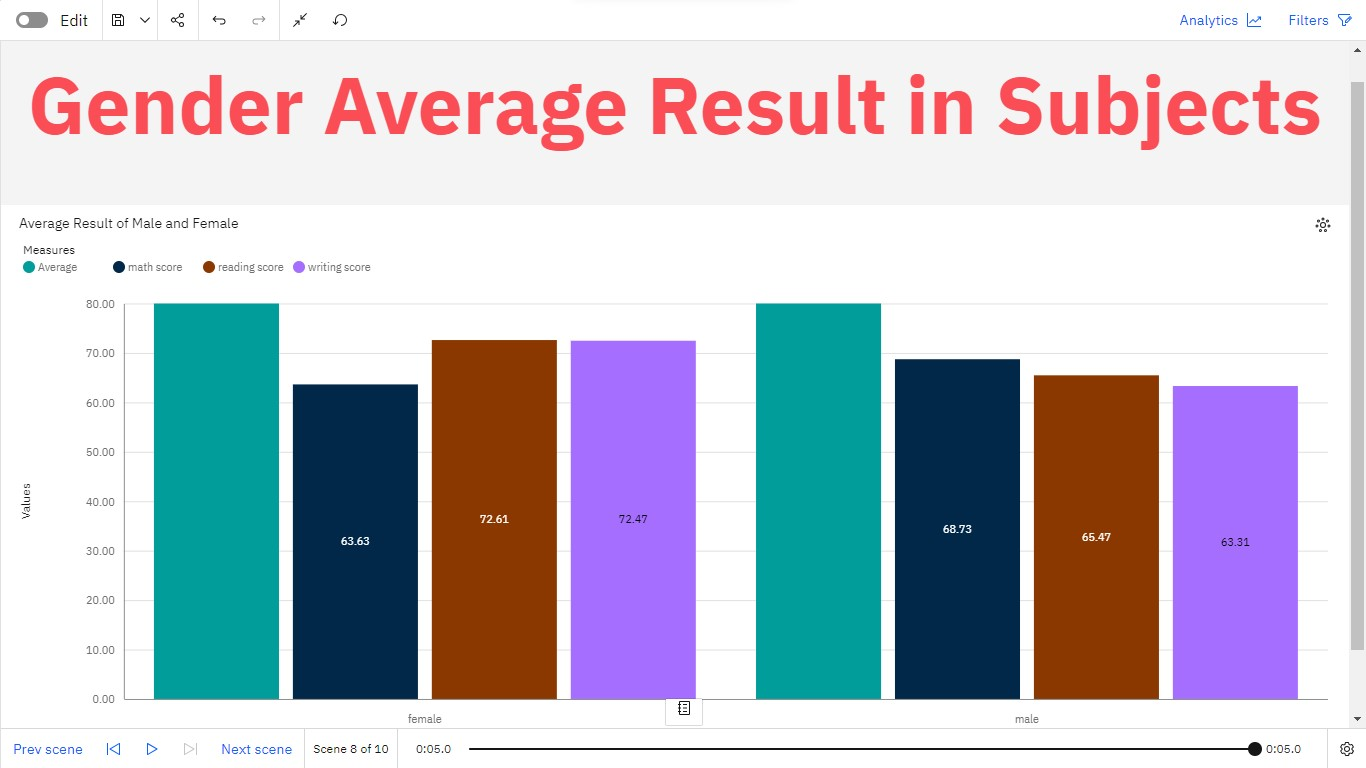 Edit
Analytics
Filters
Gender Average Result in Subjects
Average Result of Male and Female
Measures
Average math score reading score writing score
80.00
70.00
60.00
50.00
40.00
30.00
20.00
10.00
0.00
Values
63.63
72.61
72.47
68.73
65.47
63.31
female male
Prev scene Next scene Scene 8 of 10 0:05.0 0:05.0